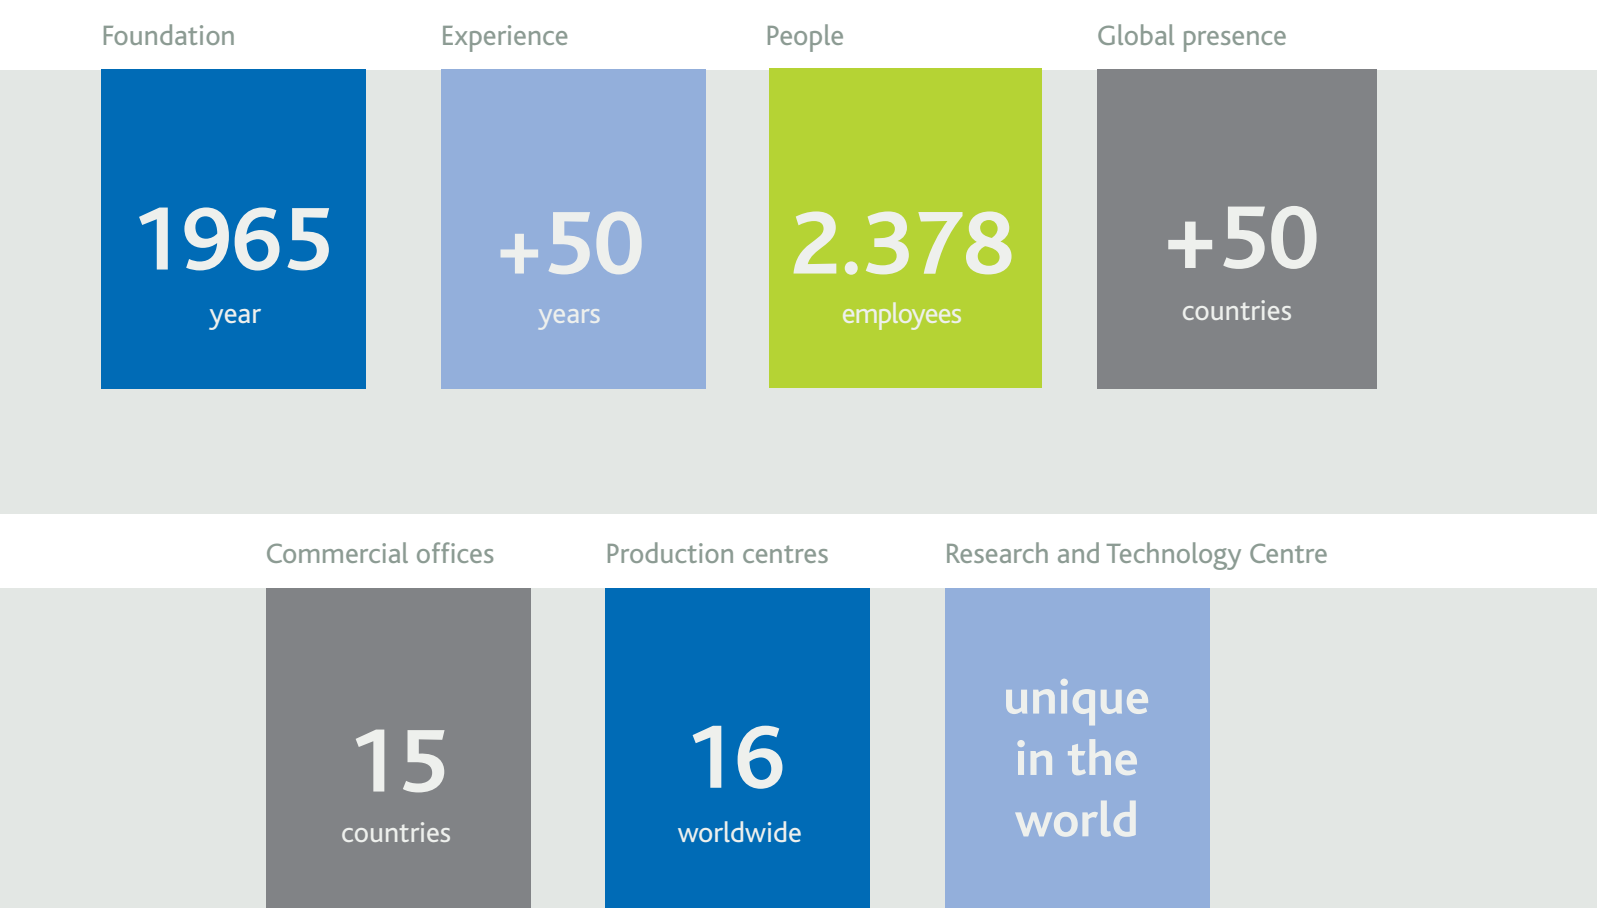 Foundation
Experience
People
Global presence
1965
year
+50
years
2.378
employees
+50
countries
Commercial offices
Production centres
Research and Technology Centre
15
countries
16
worldwide
unique
in the
world